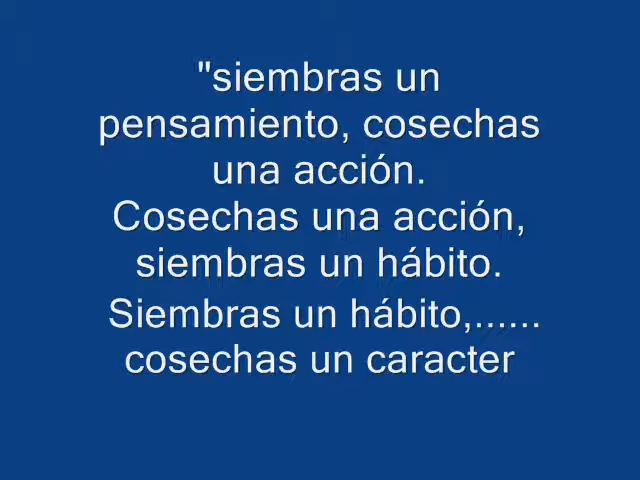 "siembras un
pensamiento, cosechas
una acción.
Cosechas una acción,
siembras un hábito.
Siembras un hábito,......
cosechas un caracter